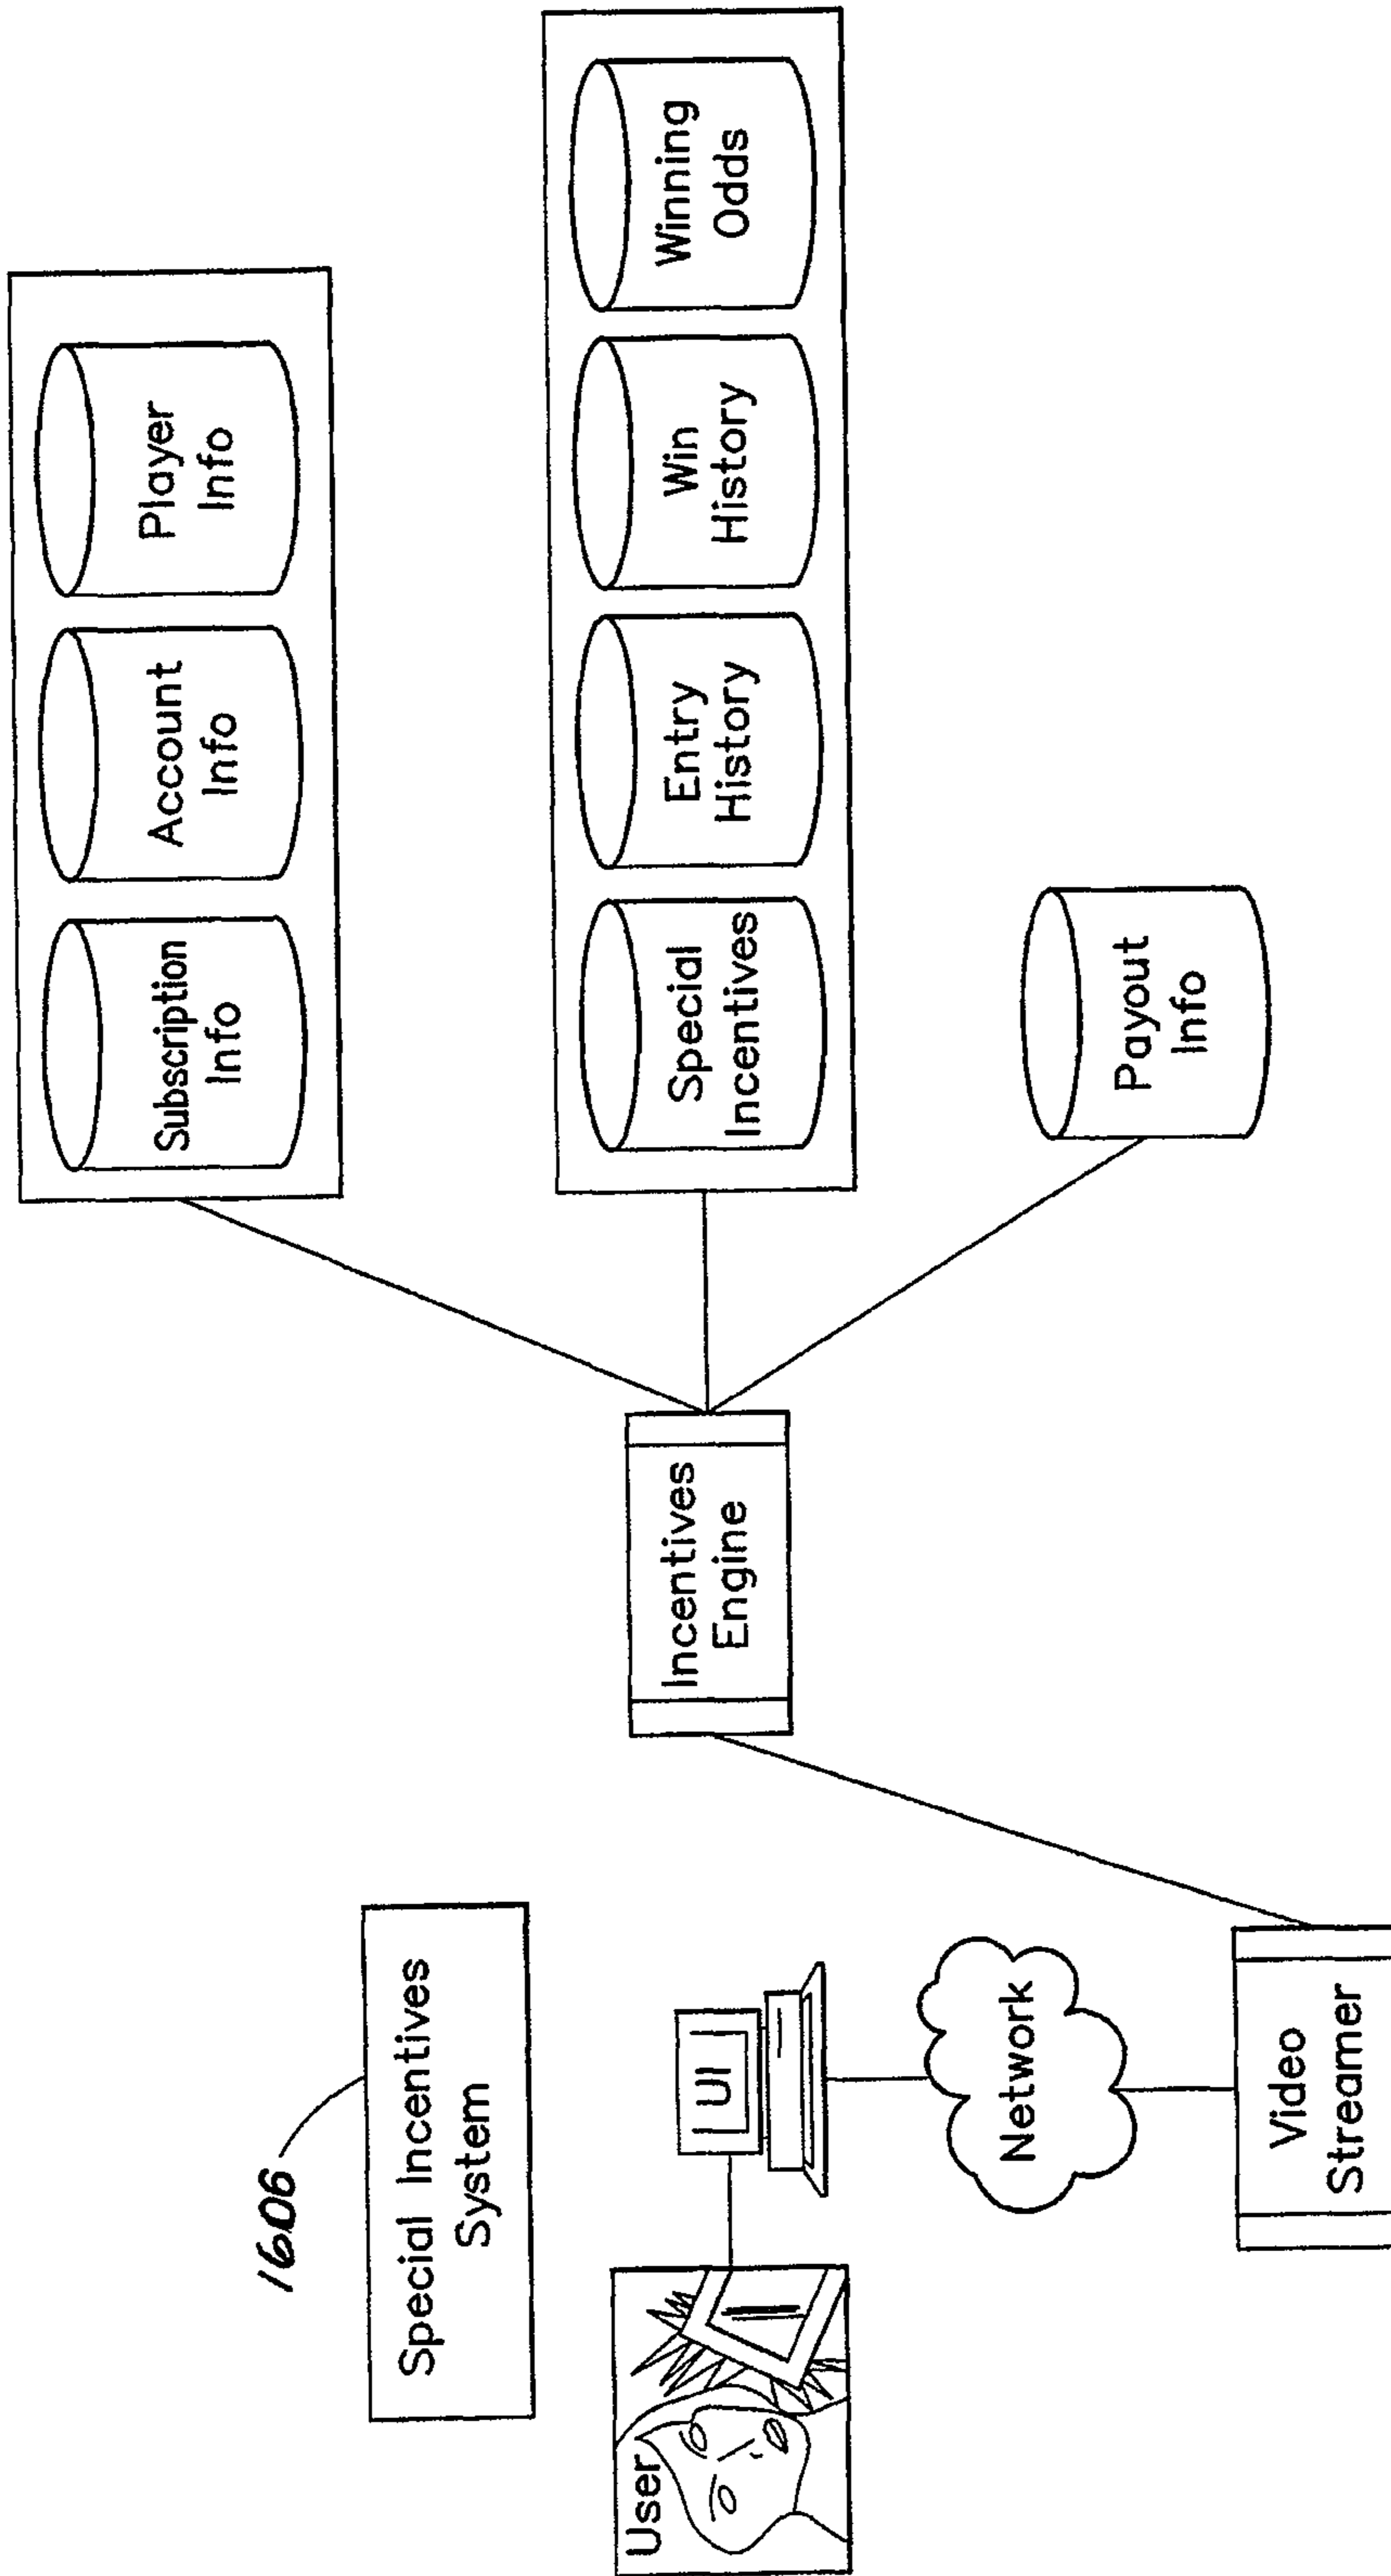 1606
Special Incentives
System
User
UI
Network
Video
Streamer
Incentives
Engine
Subscription
Info
Account
Info
Player
Info
Special
Incentives
Entry
History
Win
History
Winning
Odds
Payout
Info